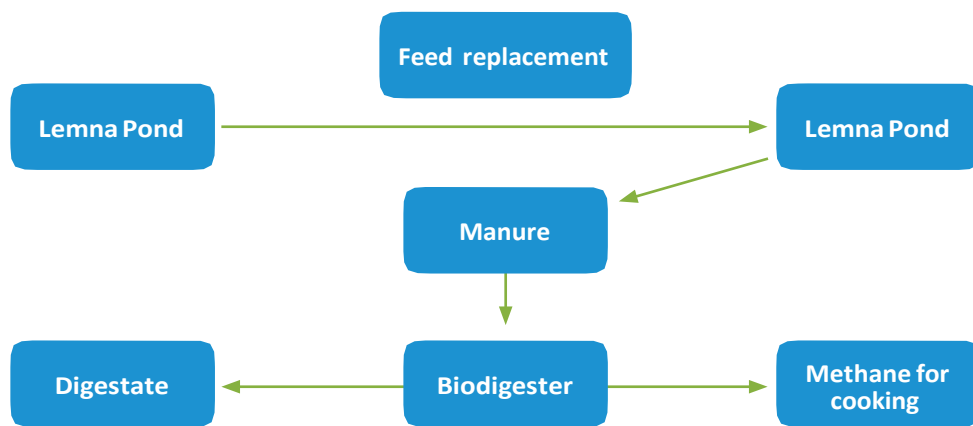 Feed replacement
Lemna Pond
Lemna Pond
Manure
Digestate
Biodigester
Methane for
cooking